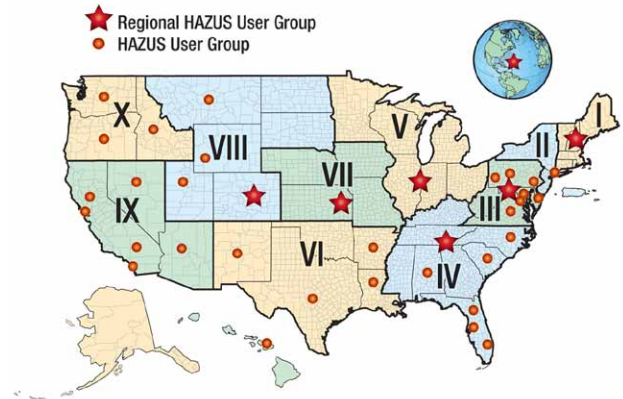 Regional HAZUS User Group
HAZUS User Group
I
II
V
X
VIII
VII
III
IX
VI
IV